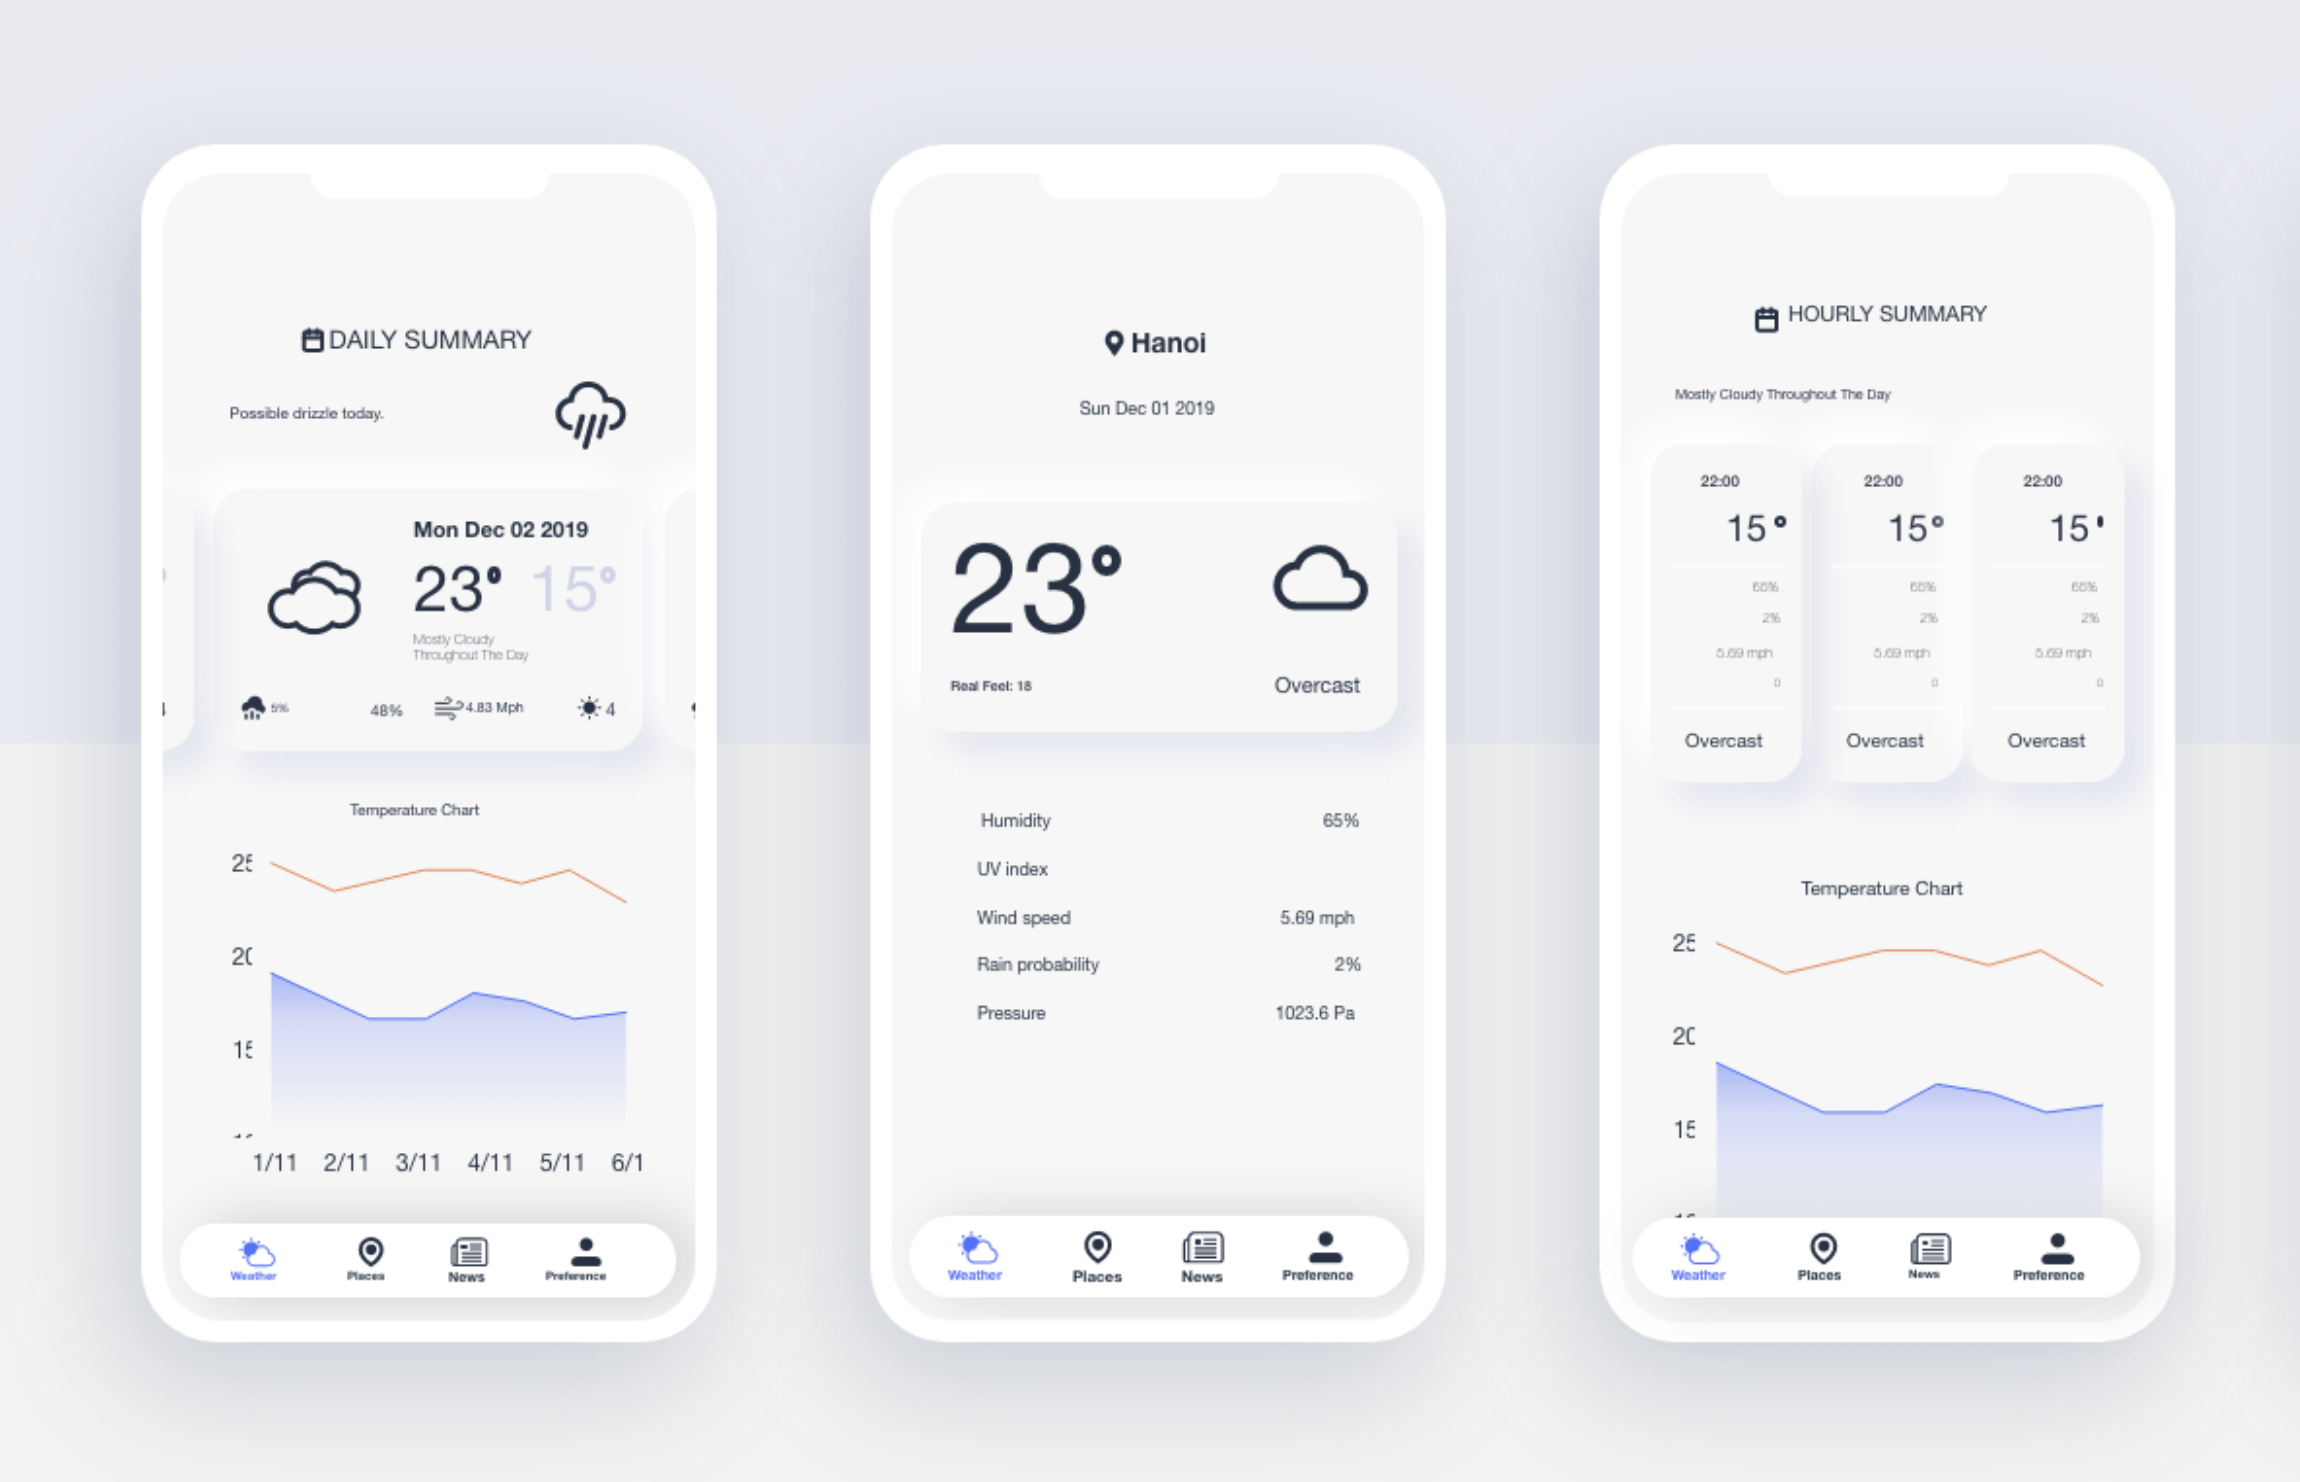 DAILY SUMMARY
Possible drizzle today.
Mon Dec 02 2019
23° 15°
Mostly Cloudy
Throughout The Day
5% 48% 4.83 Mph 4
Temperature Chart
25
20
15
1/11 2/11 3/11 4/11 5/11 6/1
Weather Places News Preference
Hanoi
Sun Dec 01 2019
23°
Real Feel: 18 Overcast
Humidity 65%
UV index
Wind speed 5.69 mph
Rain probability 2%
Pressure 1023.6 Pa
Weather Places News Preference
HOURLY SUMMARY
Mostly Cloudy Throughout The Day
22:00 22:00 22:00
15° 15° 15°
65% 65% 65%
2% 2% 2%
5.69 mph 5.69 mph 5.69 mph
0 0 0
Overcast Overcast Overcast
Temperature Chart
25
20
15
Weather Places News Preference